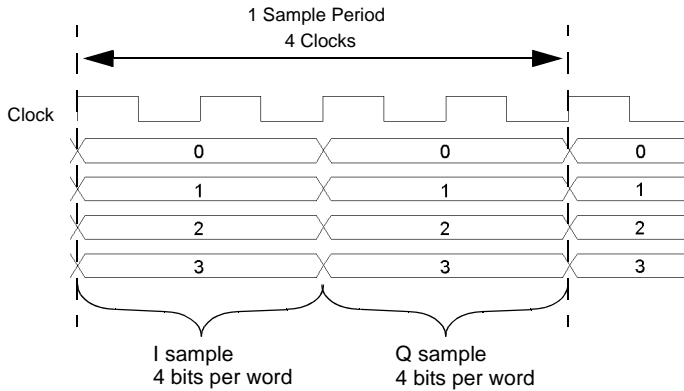 1 Sample Period
4 Clocks
Clock
0 0 0
1 1 1
2 2 2
3 3 3
I sample
4 bits per word
Q sample
4 bits per word